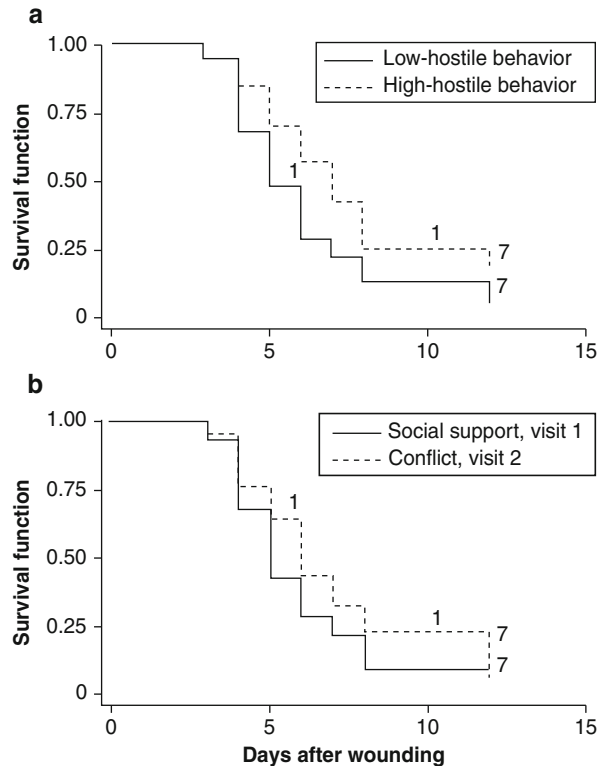 a
1.00
0.75
0.50
0.25
0
Survival function
Low-hostile behavior
High-hostile behavior
1
1
7
7
0 5 10 15
b
1.00
0.75
0.50
0.25
0
Survival function
Social support, visit 1
Conflict, visit 2
1
1
7
7
0 5 10 15
Days after wounding